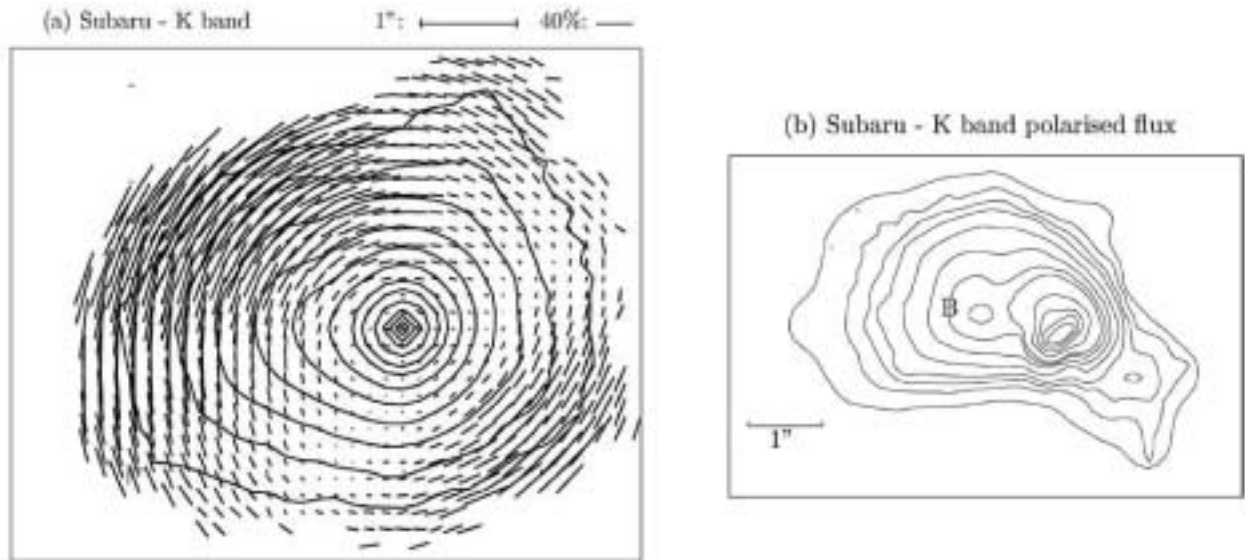 (a) Subaru - K band 1": 40%:
(b) Subaru - K band polarised flux
B
1"